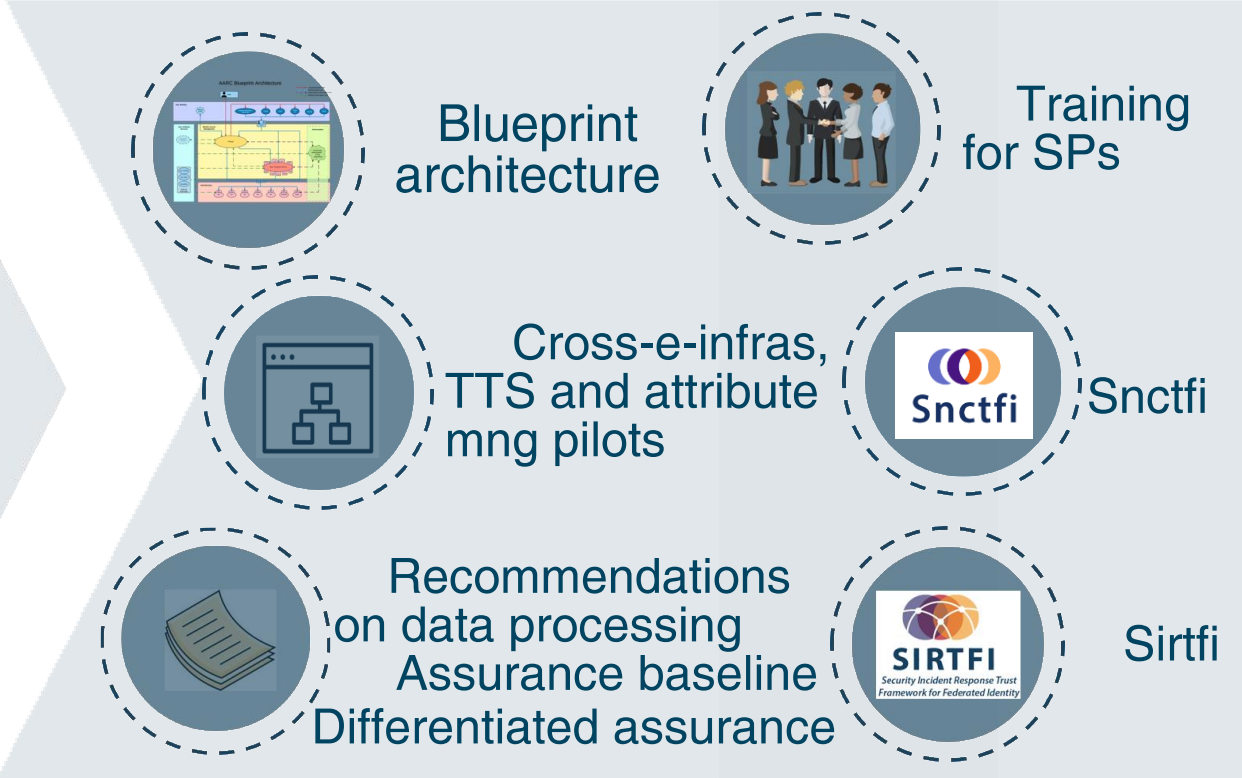 AARC Blueprint Architecture
Blueprint
architecture
Training
for SPs
Cross-e-infras,
TTS and attribute
mng pilots
Snctfi
Snctfi
Recommendations
on data processing
Assurance baseline
Differentiated assurance
SIRTFI
Security Incident Response Trust
Framework for Federated Identity
Sirtfi